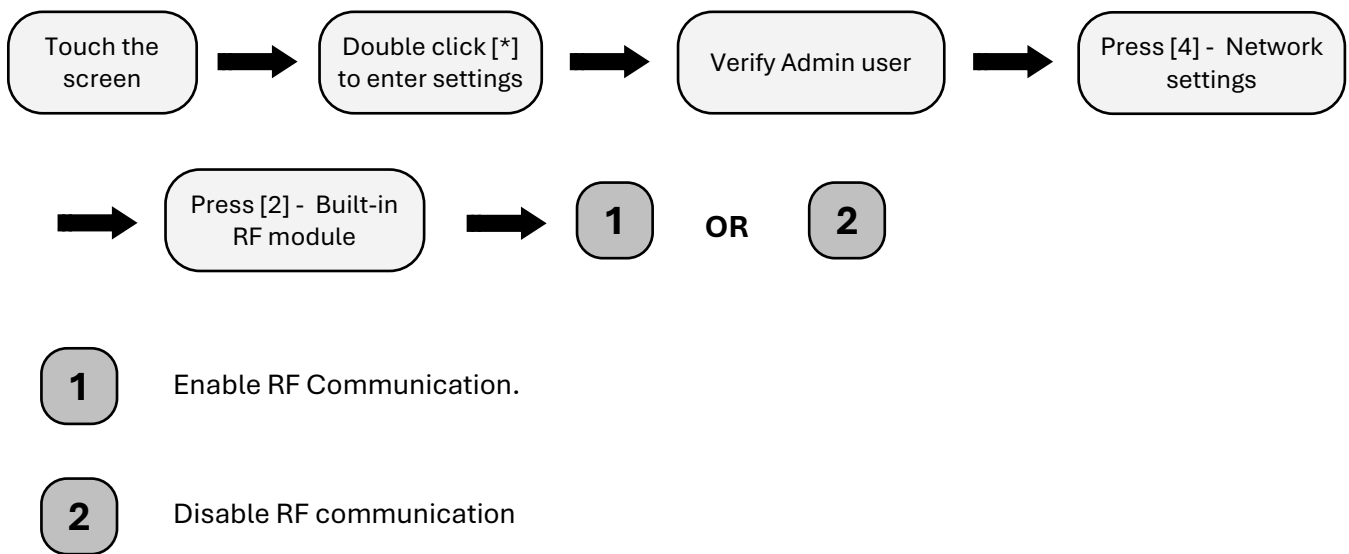 Touch the
screen
Double click [*]
to enter settings
Verify Admin user
Press [4] - Network
settings
Press [2] - Built-in
RF module
1
OR
2
1
Enable RF Communication.
2
Disable RF communication